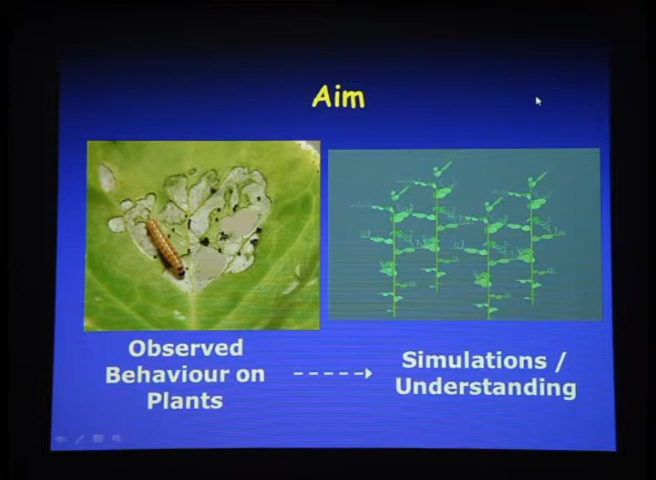 Aim
Observed
Behaviour on
Plants
Simulations /
Understanding